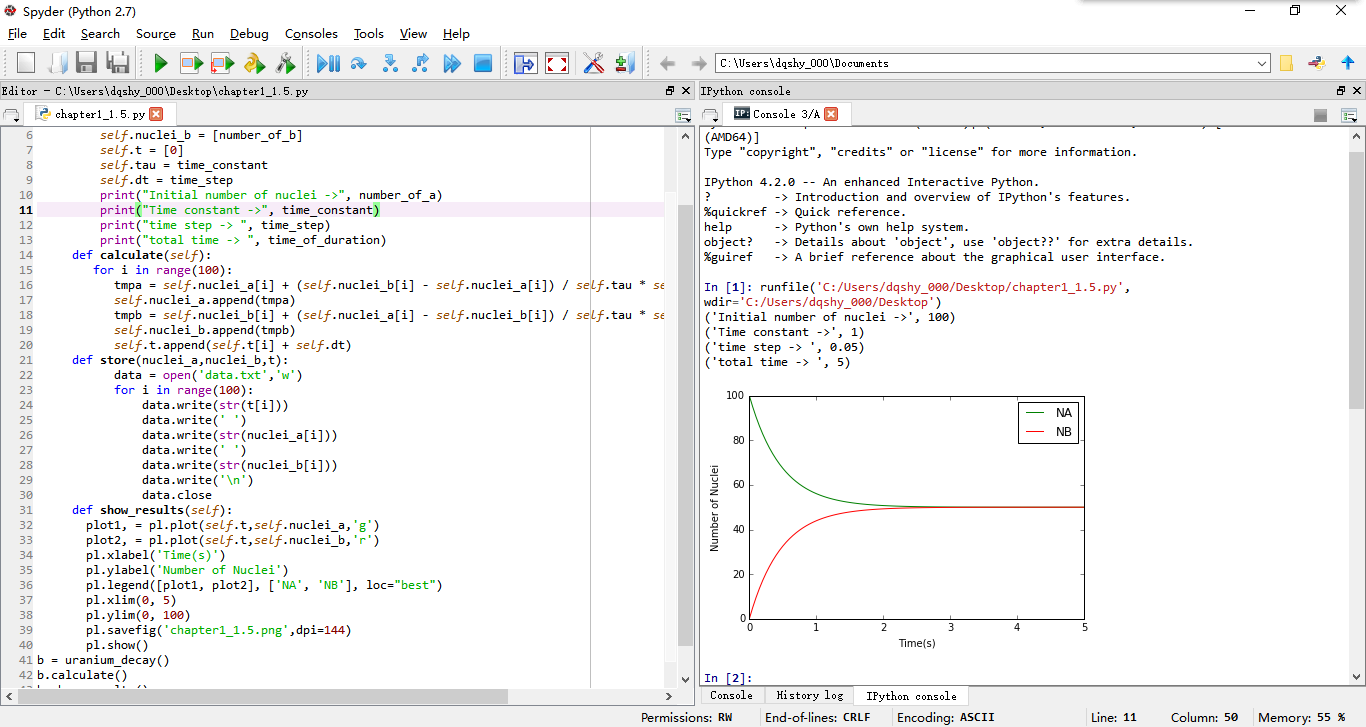 Spyder (Python 2.7)
File Edit Search Source Run Debug Consoles Tools View Help
C:\Users\dqshy_000\Documents
Editor - C:\Users\dqshy_000\Desktop\chapter1_1.5.py
chapter1_1.5.py
6 self.nuclei_b = [number_of_b]
7 self.t = [0]
8 self.tau = time_constant
9 self.dt = time_step
10 print("Initial number of nuclei ->", number_of_a)
11 print("Time constant ->", time_constant)
12 print("time step -> ", time_step)
13 print("total time -> ", time_of_duration)
14 def calculate(self):
15 for i in range(100):
16 tmpa = self.nuclei_a[i] + (self.nuclei_b[i] - self.nuclei_a[i]) / self.tau * se
17 self.nuclei_a.append(tmpa)
18 tmpb = self.nuclei_b[i] + (self.nuclei_a[i] - self.nuclei_b[i]) / self.tau * se
19 self.nuclei_b.append(tmpb)
20 self.t.append(self.t[i] + self.dt)
21 def store(nuclei_a,nuclei_b,t):
22 data = open('data.txt','w')
23 for i in range(100):
24 data.write(str(t[i]))
25 data.write(' ')
26 data.write(str(nuclei_a[i]))
27 data.write(' ')
28 data.write(str(nuclei_b[i]))
29 data.write('\n')
30 data.close
31 def show_results(self):
32 plot1, = pl.plot(self.t,self.nuclei_a,'g')
33 plot2, = pl.plot(self.t,self.nuclei_b,'r')
34 pl.xlabel('Time(s)')
35 pl.ylabel('Number of Nuclei')
36 pl.legend([plot1, plot2], ['NA', 'NB'], loc="best")
37 pl.xlim(0, 5)
38 pl.ylim(0, 100)
39 pl.savefig('chapter1_1.5.png',dpi=144)
40 pl.show()
41 b = uranium_decay()
42 b.calculate()
IPython console
Console 3/A
(AMD64)]
Type "copyright", "credits" or "license" for more information.
IPython 4.2.0 -- An enhanced Interactive Python.
? -> Introduction and overview of IPython's features.
%quickref -> Quick reference.
help -> Python's own help system.
object? -> Details about 'object', use 'object??' for extra details.
%guiref -> A brief reference about the graphical user interface.
In [1]: runfile('C:/Users/dqshy_000/Desktop/chapter1_1.5.py',
wdir='C:/Users/dqshy_000/Desktop')
('Initial number of nuclei ->', 100)
('Time constant ->', 1)
('time step -> ', 0.05)
('total time -> ', 5)
100
80
60
40
20
0
Number of Nuclei
NA
NB
0 1 2 3 4 5
Time(s)
In [2]:
Console History log IPython console
Permissions: RW End-of-lines: CRLF Encoding: ASCII Line: 11 Column: 50 Memory: 55 %